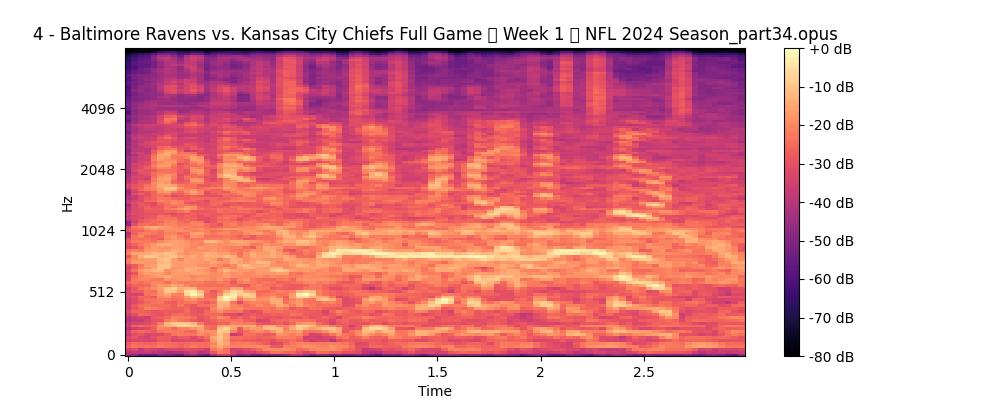 4 - Baltimore Ravens vs. Kansas City Chiefs Full Game  Week 1  NFL 2024 Season_part34.opus
+0 dB
-10 dB
-20 dB
-30 dB
-40 dB
-50 dB
-60 dB
-70 dB
-80 dB
4096
2048
1024
512
0
Hz
0
0.5
1
1.5
2
2.5
Time